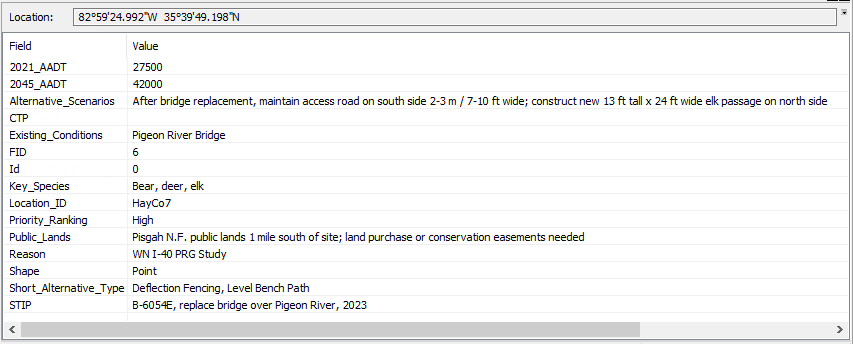 Location: 82°59'24.992"W 35°39'49.198"N
Field Value
2021_AADT 27500
2045_AADT 42000
Alternative_Scenarios After bridge replacement, maintain access road on south side 2-3 m / 7-10 ft wide; construct new 13 ft tall x 24 ft wide elk passage on north side
CTP
Existing_Conditions Pigeon River Bridge
FID 6
Id 0
Key_Species Bear, deer, elk
Location_ID HayCo7
Priority_Ranking High
Public_Lands Pisgah N.F. public lands 1 mile south of site; land purchase or conservation easements needed
Reason WN I-40 PRG Study
Shape Point
Short_Alternative_Type Deflection Fencing, Level Bench Path
STIP B-6054E, replace bridge over Pigeon River, 2023